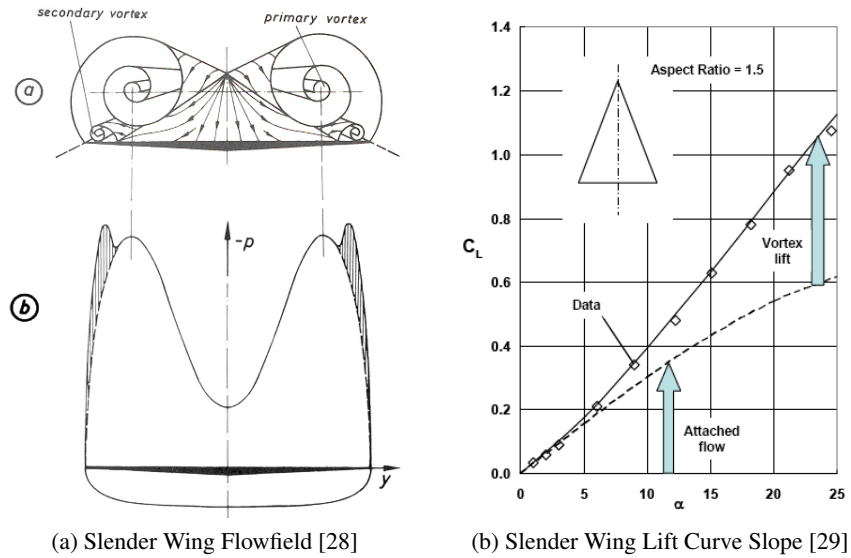 secondary vortex
primary vortex
a
-p
b
y
(a) Slender Wing Flowfield [28]
1.4
1.2
1.0
0.8
0.6
0.4
0.2
0.0
C_L
Aspect Ratio = 1.5
Vortex
lift
Data
Attached
flow
0
5
10
15
20
25
α
(b) Slender Wing Lift Curve Slope [29]